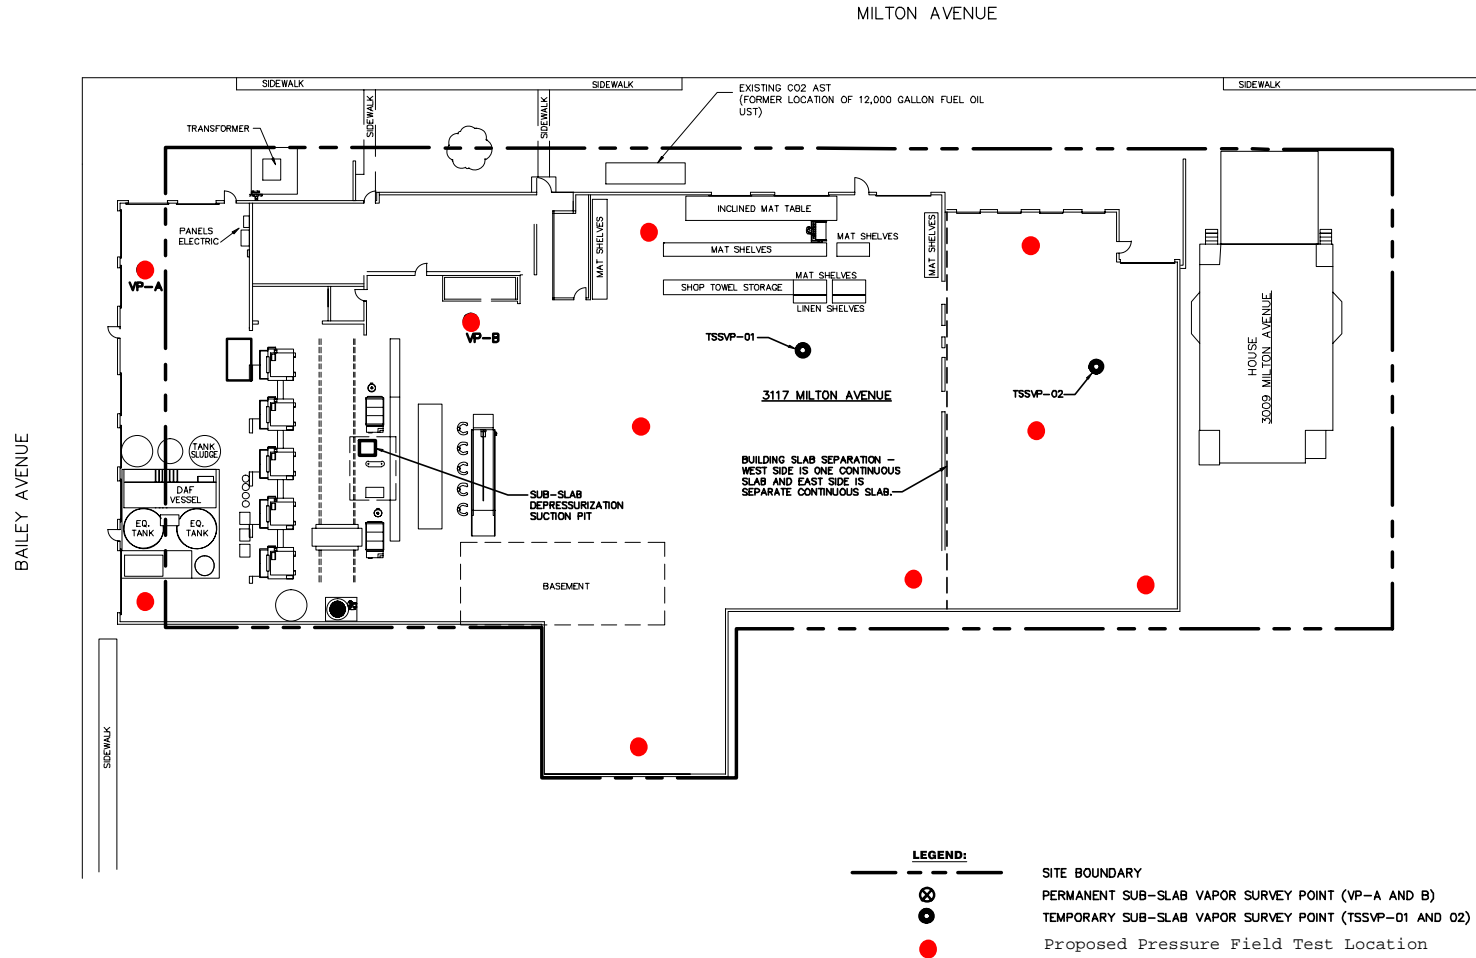 MILTON AVENUE
SIDEWALK
SIDEWALK
SIDEWALK
EXISTING CO2 AST
(FORMER LOCATION OF 12,000 GALLON FUEL OIL
UST)
SIDEWALK
SIDEWALK
TRANSFORMER
PANELS
ELECTRIC
VP-A
MAT SHELVES
INCLINED MAT TABLE
MAT SHELVES
MAT SHELVES
MAT SHELVES
MAT SHELVES
SHOP TOWEL STORAGE
LINEN SHELVES
VP-B
TSSVP-01
TSSVP-02
3117 MILTON AVENUE
HOUSE
3009 MILTON AVENUE
BAILEY AVENUE
TANK
SLUDGE
DAF
VESSEL
EQ.
TANK
EQ.
TANK
SUB-SLAB
DEPRESSURIZATION
SUCTION PIT
BUILDING SLAB SEPARATION -
WEST SIDE IS ONE CONTINUOUS
SLAB AND EAST SIDE IS
SEPARATE CONTINUOUS SLAB.
BASEMENT
SIDEWALK
LEGEND:
SITE BOUNDARY
PERMANENT SUB-SLAB VAPOR SURVEY POINT (VP-A AND B)
TEMPORARY SUB-SLAB VAPOR SURVEY POINT (TSSVP-01 AND 02)
Proposed Pressure Field Test Location